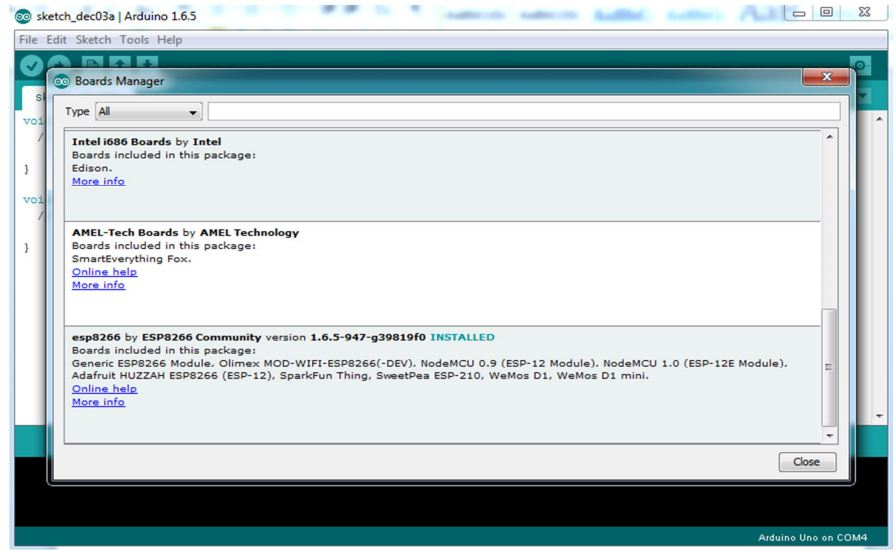 sketch_dec03a | Arduino 1.6.5
File Edit Sketch Tools Help
Boards Manager
Type All
voi
/
}
voi
/
}
Intel i686 Boards by Intel
Boards included in this package:
Edison.
More info
AMEL-Tech Boards by AMEL Technology
Boards included in this package:
SmartEverything Fox.
Online help
More info
esp8266 by ESP8266 Community version 1.6.5-947-g39819f0 INSTALLED
Boards included in this package:
Generic ESP8266 Module, Olimex MOD-WIFI-ESP8266(-DEV), NodeMCU 0.9 (ESP-12 Module), NodeMCU 1.0 (ESP-12E Module),
Adafruit HUZZAH ESP8266 (ESP-12), SparkFun Thing, SweetPea ESP-210, WeMos D1, WeMos D1 mini.
Online help
More info
Close
Arduino Uno on COM4